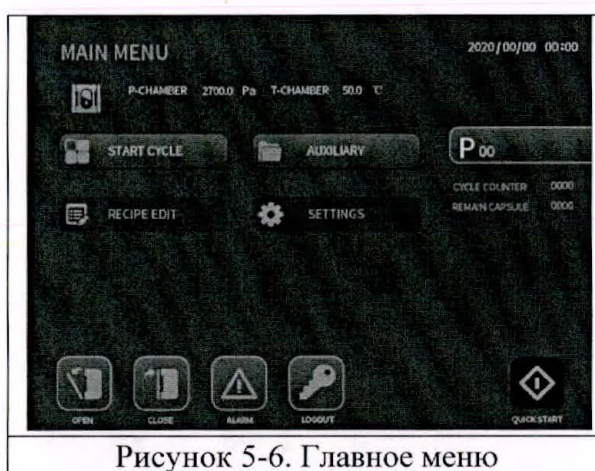 MAIN MENU 2020/00/00 00:00
P-CHAMBER 2700.0 Pa T-CHAMBER 50.0 ℃
START CYCLE AUXILIARY P 00
CYCLE COUNTER 0000
RECIPE EDIT SETTINGS REMAIN CAPSULE 0000
OPEN CLOSE ALARM LOGOUT QUICK START
Рисунок 5-6. Главное меню